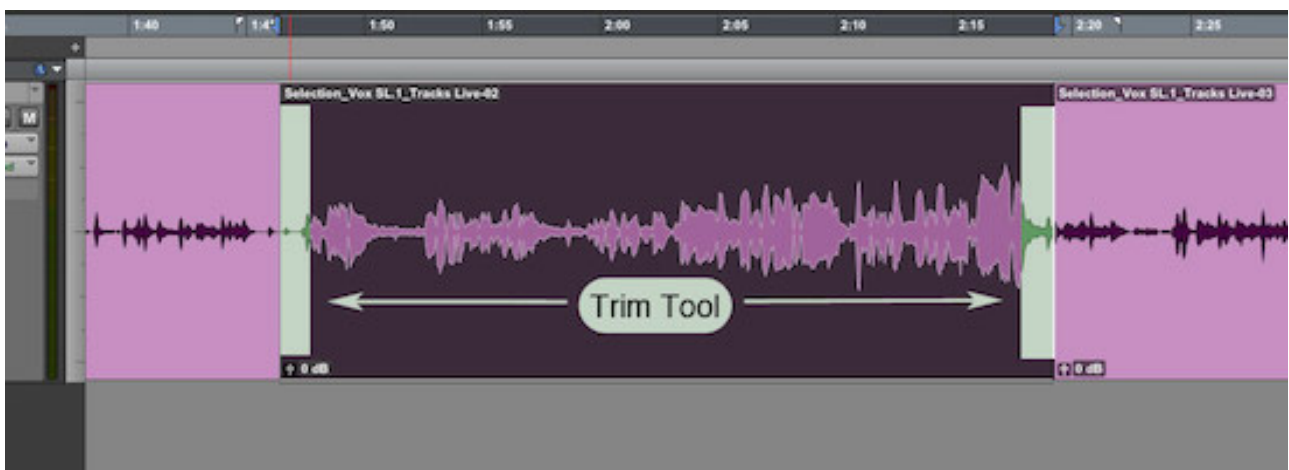 1:40 1:4 1:50 1:55 2:00 2:05 2:10 2:15 2:20 2:25
M
Selection_Vox SL.1_Tracks Live-02 Selection_Vox SL.1_Tracks Live-03
Trim Tool
0 dB 0 dB